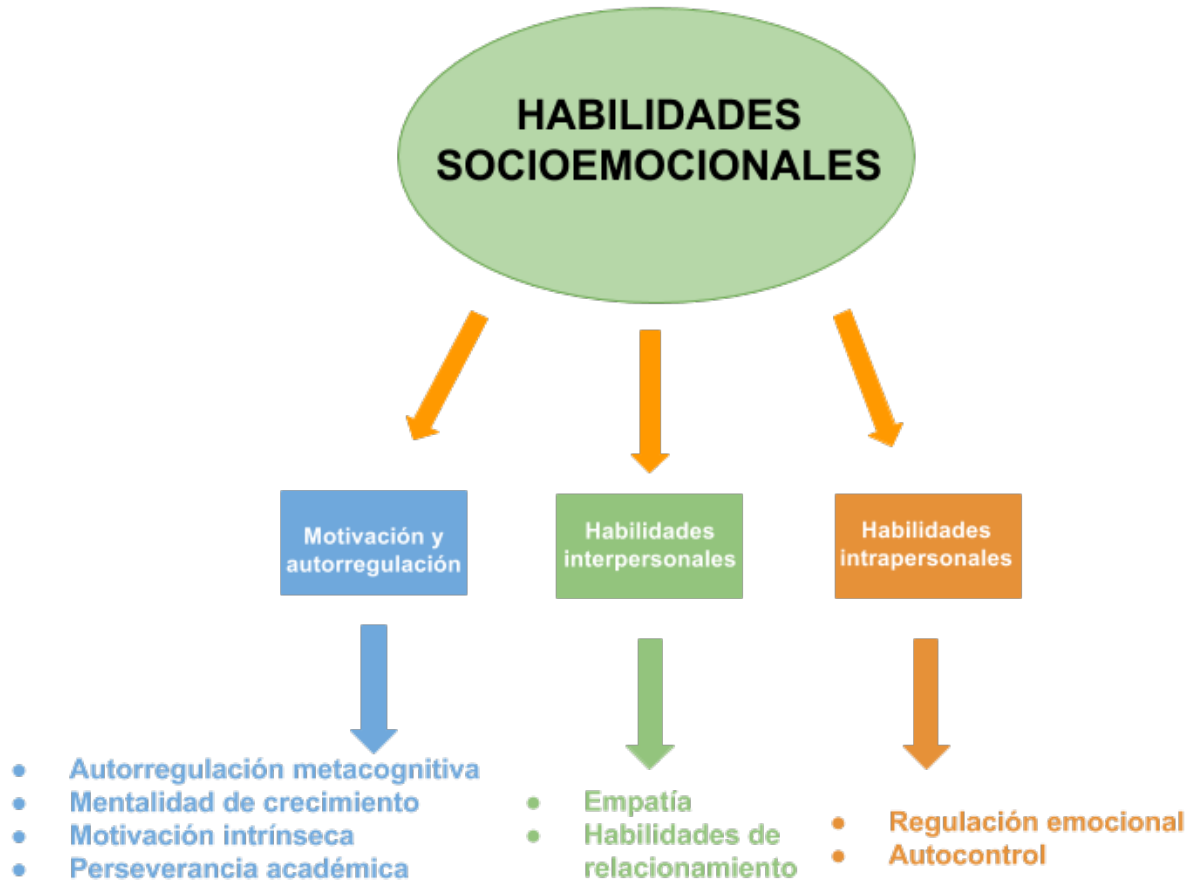 HABILIDADES
SOCIOEMOCIONALES
Motivación y
autorregulación
Habilidades
interpersonales
Habilidades
intrapersonales
• Autorregulación metacognitiva
• Mentalidad de crecimiento
• Motivación intrínseca
• Perseverancia académica
• Empatía
• Habilidades de
relacionamiento
• Regulación emocional
• Autocontrol